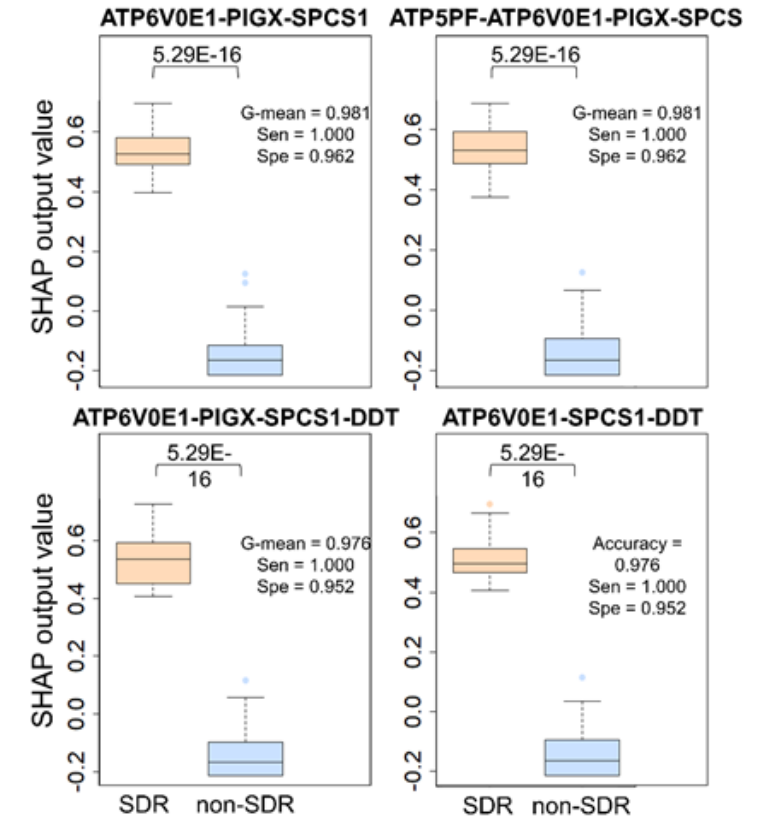 ATP6V0E1-PIGX-SPCS1
ATP5PF-ATP6V0E1-PIGX-SPCS
5.29E-16
5.29E-16
G-mean = 0.981
Sen = 1.000
Spe = 0.962
G-mean = 0.981
Sen = 1.000
Spe = 0.962
SHAP output value
0.6
0.4
0.2
0.0
-0.2
0.6
0.4
0.2
0.0
-0.2
ATP6V0E1-PIGX-SPCS1-DDT
ATP6V0E1-SPCS1-DDT
5.29E-
16
5.29E-
16
G-mean = 0.976
Sen = 1.000
Spe = 0.952
Accuracy =
0.976
Sen = 1.000
Spe = 0.952
SHAP output value
0.6
0.4
0.2
0.0
-0.2
0.6
0.4
0.2
0.0
-0.2
SDR non-SDR
SDR non-SDR